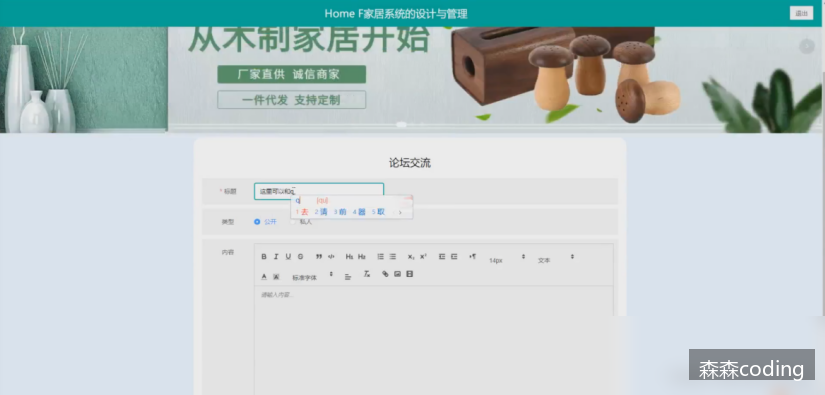 Home F家居系统的设计与管理
退出
从木制家居开始
厂家直供 诚信商家
一件代发 支持定制
论坛交流
* 标题
这里可以和q
q
1 去 2 请 3 前 4 器 5 取
类型
公开
私人
内容
B I U S H₁ H₂ x₂ x² 14px 文本
A 标准字体
请输入内容
森森coding